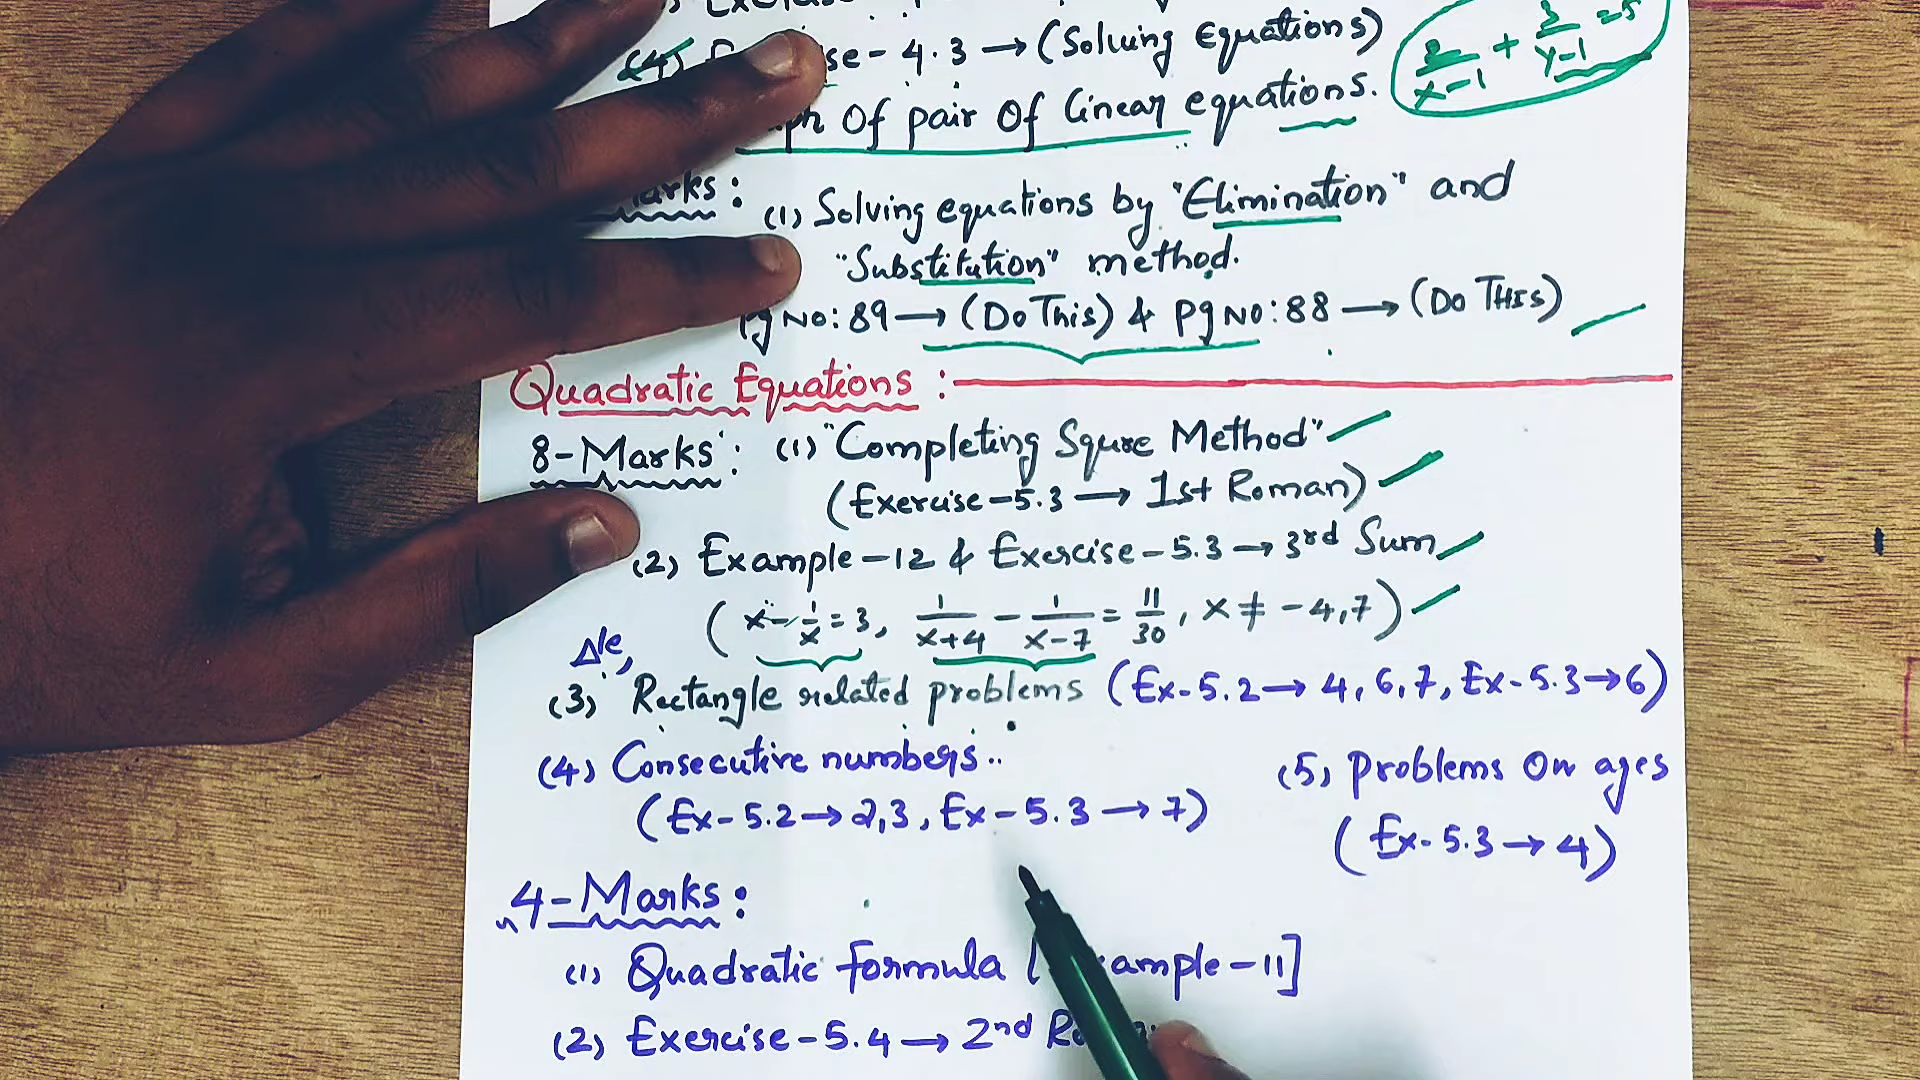 (4) se-4.3 → (Solving Equations)
2/x-1 + 3/y-1 =5
Of pair Of linear equations.
(1) Solving equations by "Elimination" and
"Substitution" method.
Pg No:89 → (Do This) & Pg No:88 → (Do THIS)
Quadratic Equations :
8-Marks: (1) "Completing Squre Method"
(Exercise-5.3 → 1st Roman)
(2) Example-12 & Exercise-5.3 → 3rd Sum
(x-1/x=3, 1/x+4 - 1/x-7 = 11/30, x≠-4,7)
Δle,
(3) Rectangle related problems (Ex-5.2 → 4,6,7, Ex-5.3→6)
(4) Consecutive numbers..
(Ex-5.2→2,3, Ex-5.3→7)
(5) Problems On ages
(Ex-5.3→4)
4-Marks:
(1) Quadratic formula [ ample-11]
(2) Exercise-5.4 → 2nd